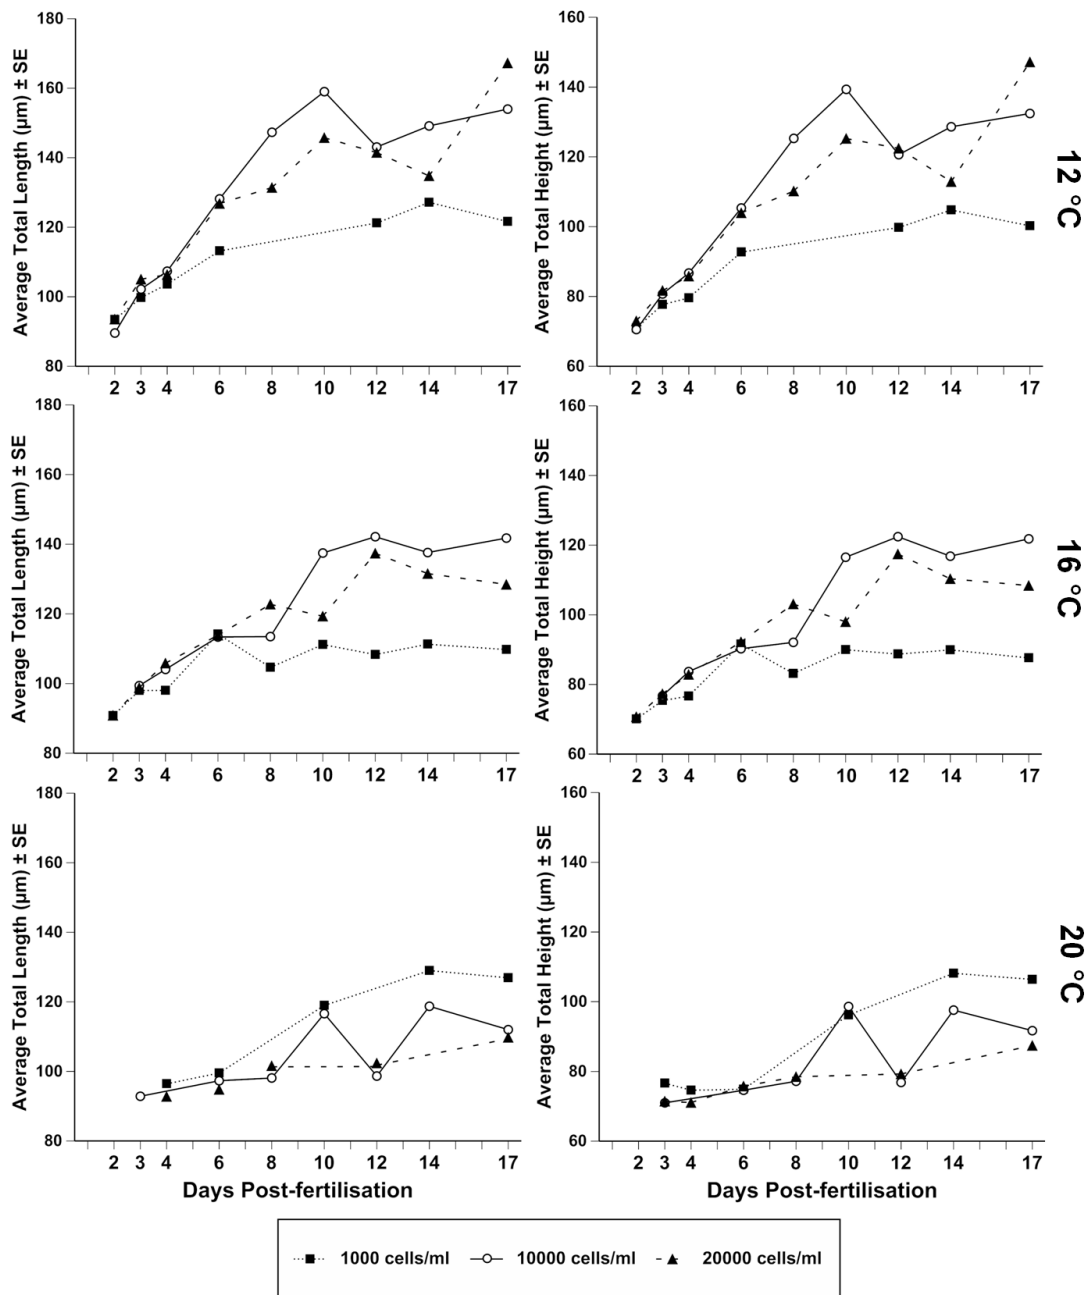 180
160
140
120
100
80
Average Total Length (µm) ± SE
2 3 4 6 8 10 12 14 17
160
140
120
100
80
60
Average Total Height (µm) ± SE
2 3 4 6 8 10 12 14 17
12 °C
180
160
140
120
100
80
Average Total Length (µm) ± SE
2 3 4 6 8 10 12 14 17
160
140
120
100
80
60
Average Total Height (µm) ± SE
2 3 4 6 8 10 12 14 17
16 °C
180
160
140
120
100
80
Average Total Length (µm) ± SE
2 3 4 6 8 10 12 14 17
Days Post-fertilisation
160
140
120
100
80
60
Average Total Height (µm) ± SE
2 3 4 6 8 10 12 14 17
Days Post-fertilisation
20 °C
1000 cells/ml 10000 cells/ml 20000 cells/ml